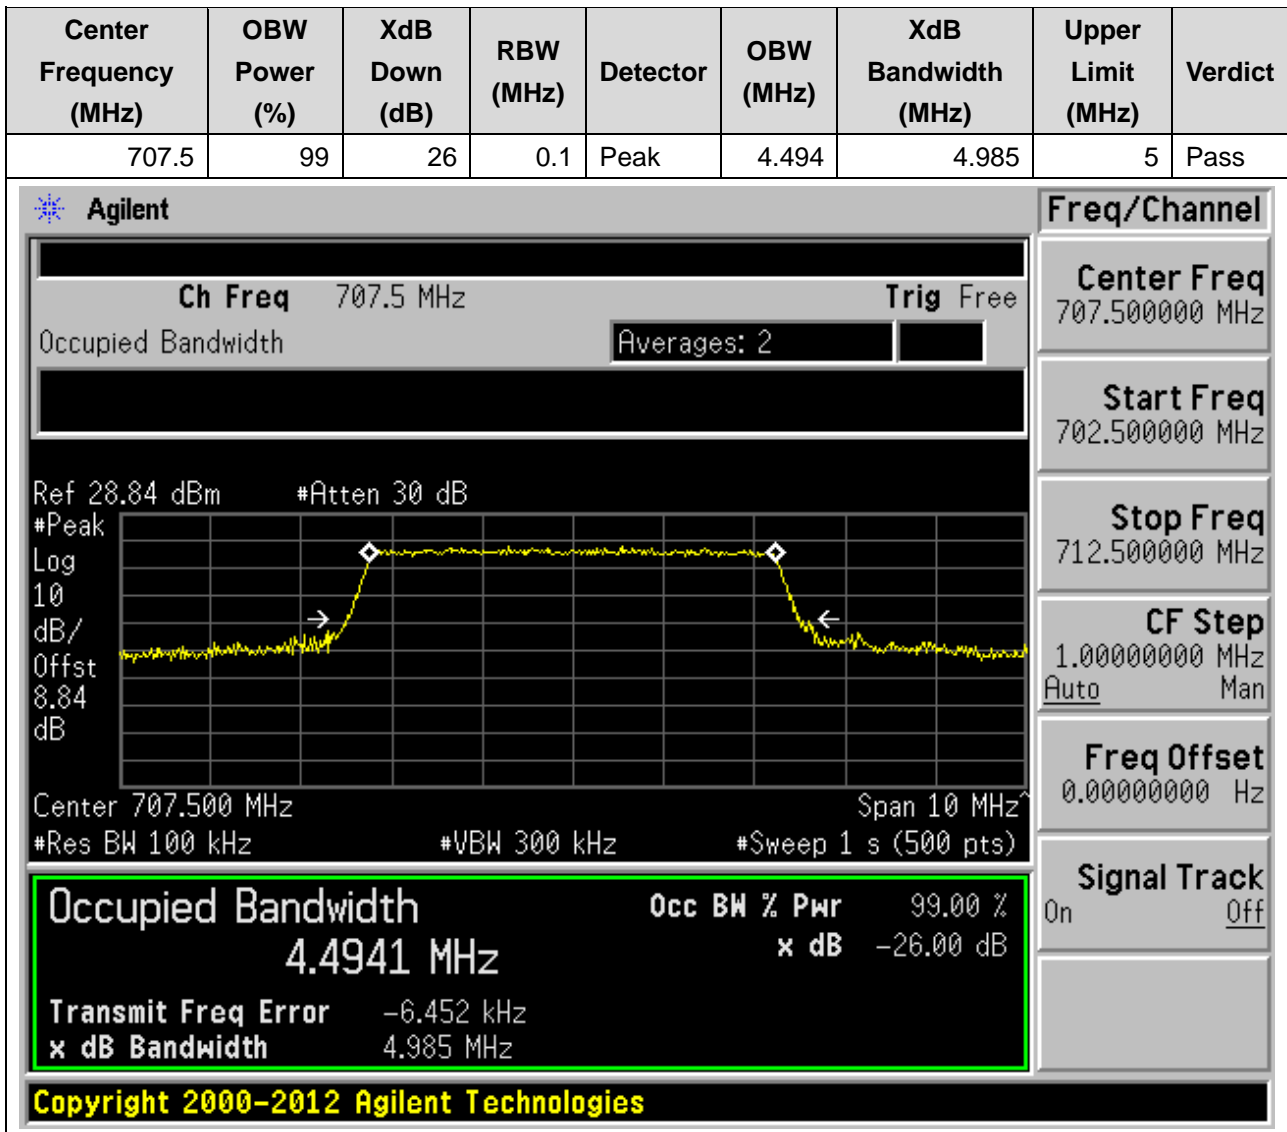 Center Frequency (MHz) OBW Power (%) XdB Down (dB) RBW (MHz) Detector OBW (MHz) XdB Bandwidth (MHz) Upper Limit (MHz) Verdict
707.5 99 26 0.1 Peak 4.494 4.985 5 Pass
Agilent
Freq/Channel
Ch Freq 707.5 MHz Trig Free
Occupied Bandwidth Averages: 2
Center Freq
707.500000 MHz
Start Freq
702.500000 MHz
Stop Freq
712.500000 MHz
CF Step
1.00000000 MHz
Auto Man
Freq Offset
0.00000000 Hz
Signal Track
On Off
Ref 28.84 dBm #Atten 30 dB
#Peak
Log
10
dB/
Offst
8.84
dB
Center 707.500 MHz Span 10 MHz^
#Res BW 100 kHz #VBW 300 kHz #Sweep 1 s (500 pts)
Occupied Bandwidth Occ BW % Pwr 99.00 %
4.4941 MHz x dB -26.00 dB
Transmit Freq Error -6.452 kHz
x dB Bandwidth 4.985 MHz
Copyright 2000-2012 Agilent Technologies